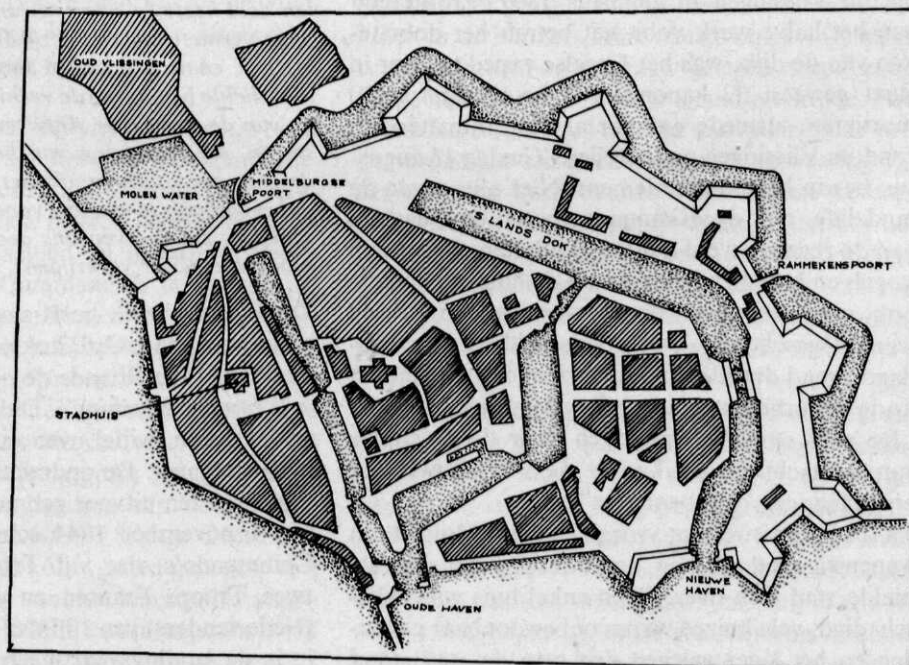 OUD VLISSINGEN
MOLEN WATER
MIDDELBURGSE
POORT
'S LANDS DOK
RAMMEKENSPOORT
STADHUIS
OUDE HAVEN
NIEUWE
HAVEN